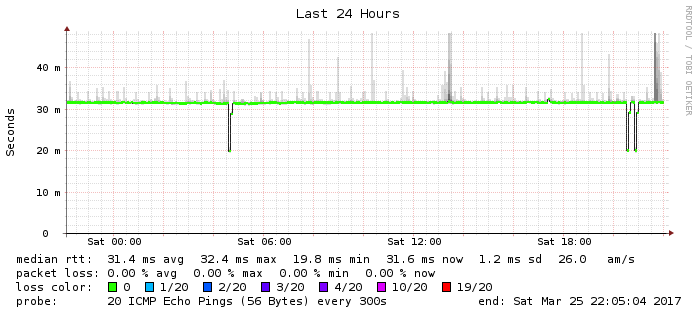 Last 24 Hours
RRDTOOL / TOBI OETIKER
Seconds
40 m
30 m
20 m
10 m
0
Sat 00:00 Sat 06:00 Sat 12:00 Sat 18:00
median rtt: 31.4 ms avg 32.4 ms max 19.8 ms min 31.6 ms now 1.2 ms sd 26.0 am/s
packet loss: 0.00 % avg 0.00 % max 0.00 % min 0.00 % now
loss color: 0 1/20 2/20 3/20 4/20 10/20 19/20
probe: 20 ICMP Echo Pings (56 Bytes) every 300s end: Sat Mar 25 22:05:04 2017